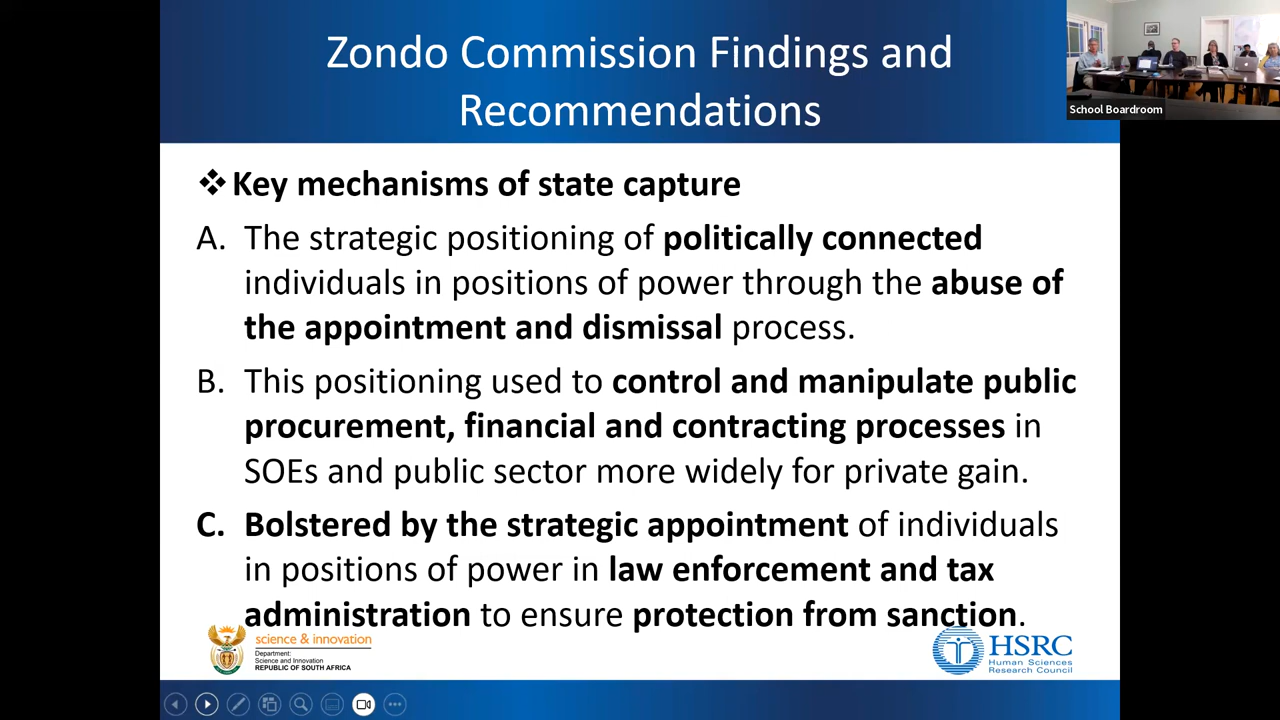 Zondo Commission Findings and
Recommendations
School Boardroom
❖Key mechanisms of state capture
A. The strategic positioning of politically connected
individuals in positions of power through the abuse of
the appointment and dismissal process.
B. This positioning used to control and manipulate public
procurement, financial and contracting processes in
SOEs and public sector more widely for private gain.
C. Bolstered by the strategic appointment of individuals
in positions of power in law enforcement and tax
administration to ensure protection from sanction.
science & innovation
Department:
Science and Innovation
REPUBLIC OF SOUTH AFRICA
HSRC
Human Sciences
Research Council